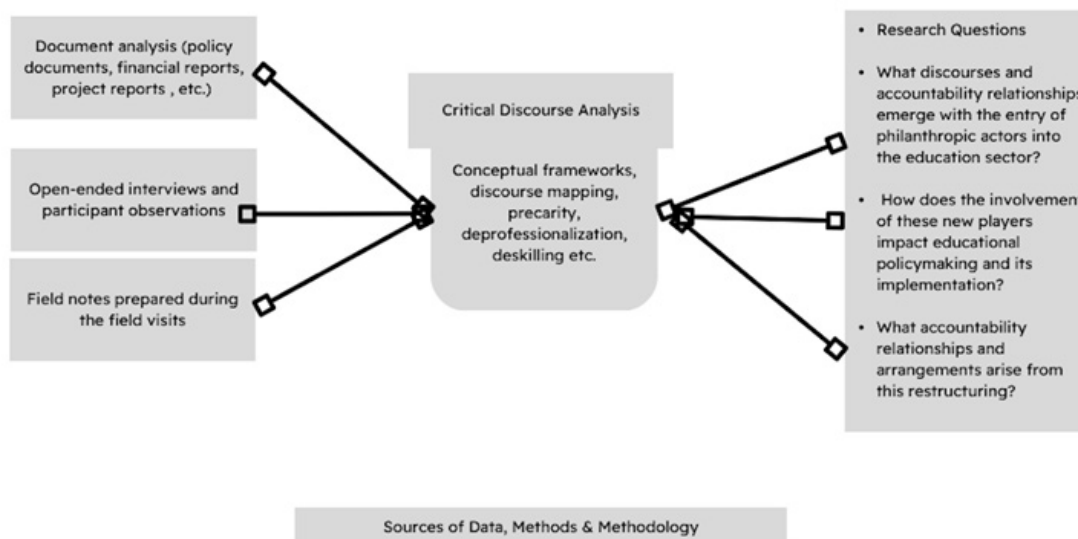 Document analysis (policy
documents, financial reports,
project reports , etc.)
Open-ended interviews and
participant observations
Field notes prepared during
the field visits
Critical Discourse Analysis
Conceptual frameworks,
discourse mapping,
precarity,
deprofessionalization,
deskilling etc.
• Research Questions
• What discourses and
accountability relationships
emerge with the entry of
philanthropic actors into
the education sector?
• How does the involvement
of these new players
impact educational
policymaking and its
implementation?
• What accountability
relationships and
arrangements arise from
this restructuring?
Sources of Data, Methods & Methodology